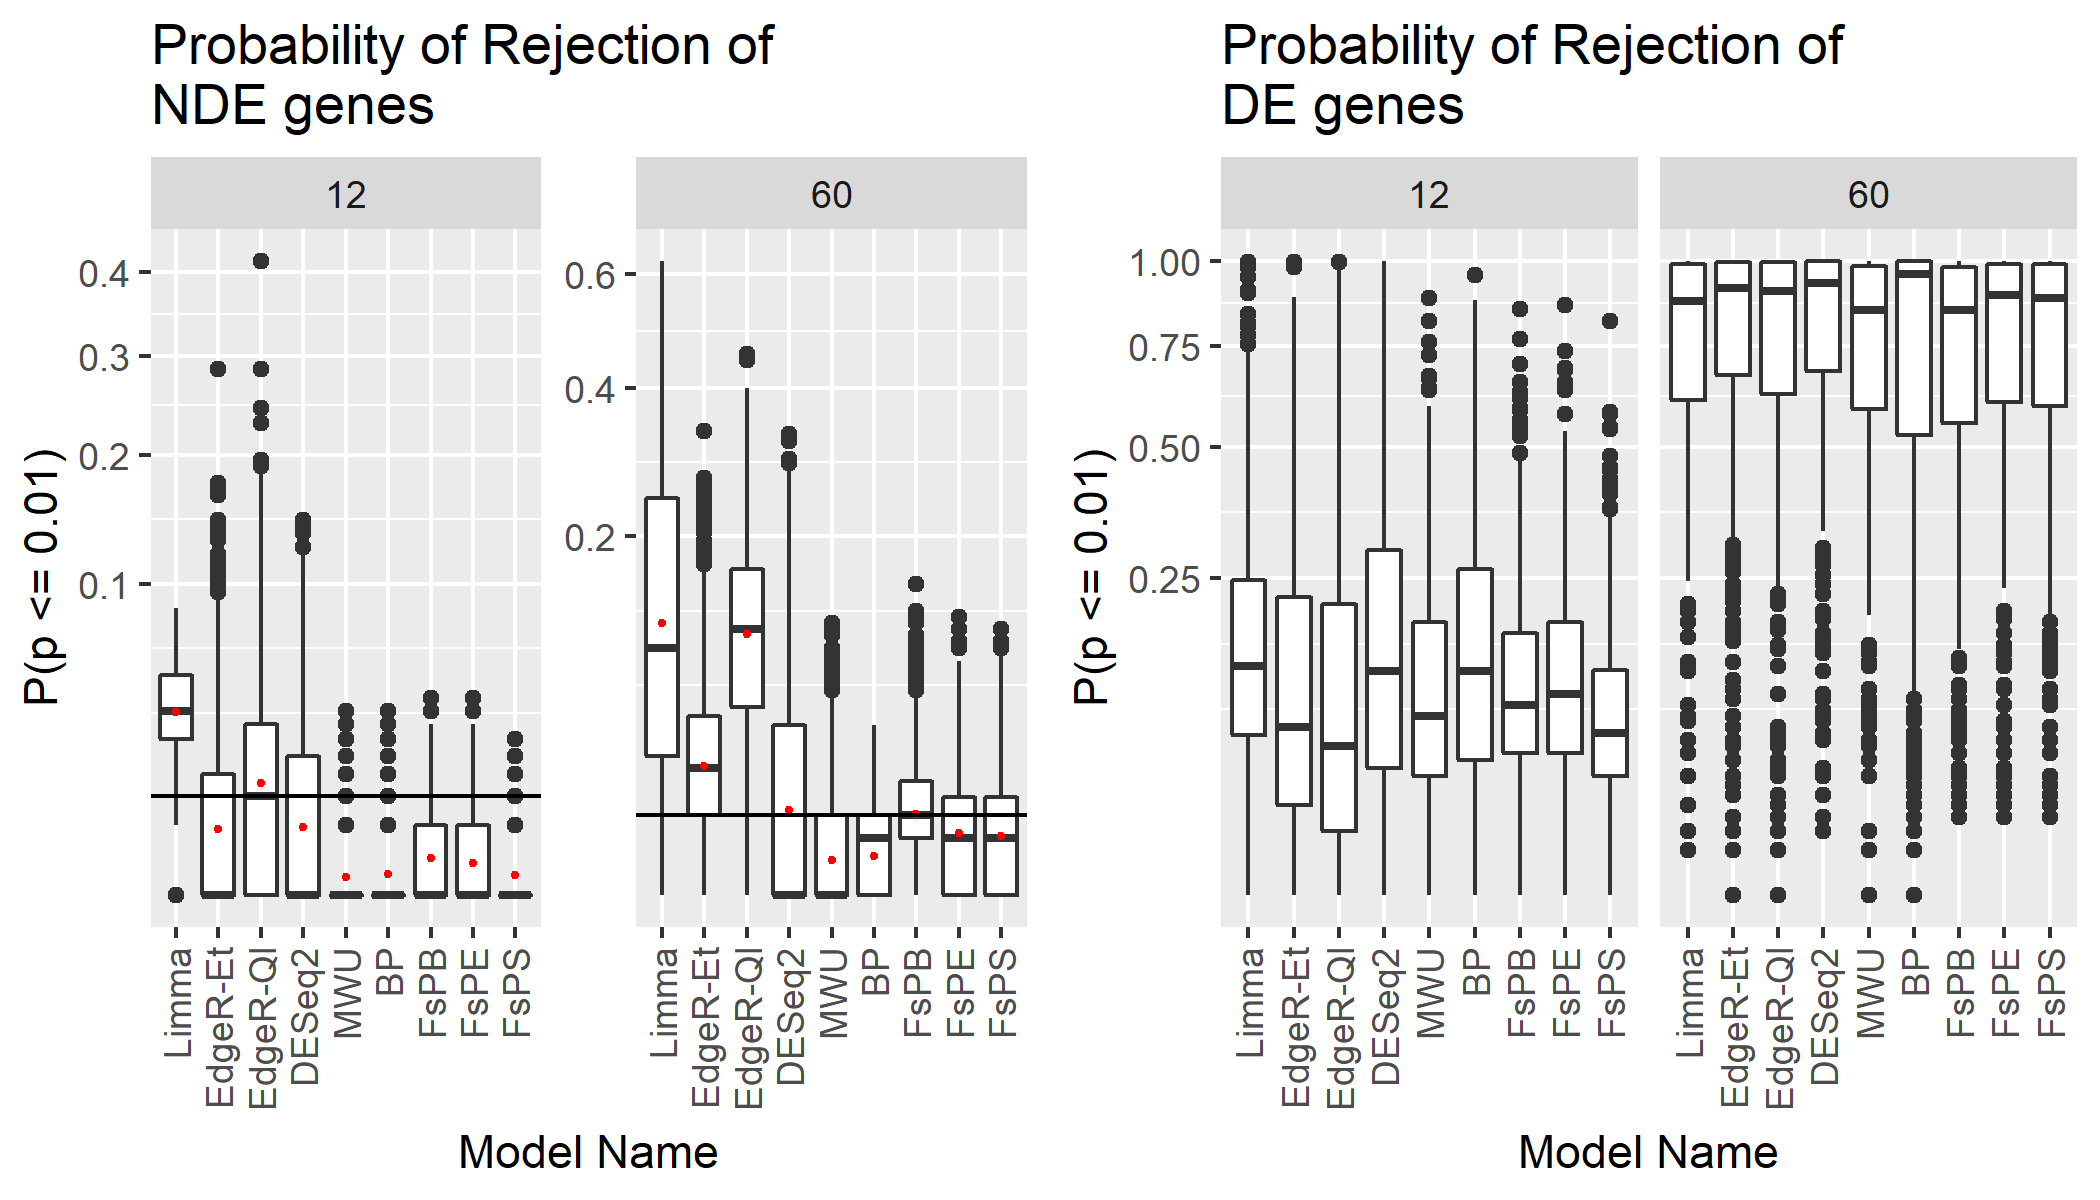 Probability of Rejection of
NDE genes
12
60
0.4
0.3
0.2
0.1
0.6
0.4
0.2
P(p <= 0.01)
Limma
EdgeR-Et
EdgeR-Ql
DESeq2
MWU
BP
FsPB
FsPE
FsPS
Limma
EdgeR-Et
EdgeR-Ql
DESeq2
MWU
BP
FsPB
FsPE
FsPS
Model Name
Probability of Rejection of
DE genes
12
60
1.00
0.75
0.50
0.25
P(p <= 0.01)
Limma
EdgeR-Et
EdgeR-Ql
DESeq2
MWU
BP
FsPB
FsPE
FsPS
Limma
EdgeR-Et
EdgeR-Ql
DESeq2
MWU
BP
FsPB
FsPE
FsPS
Model Name